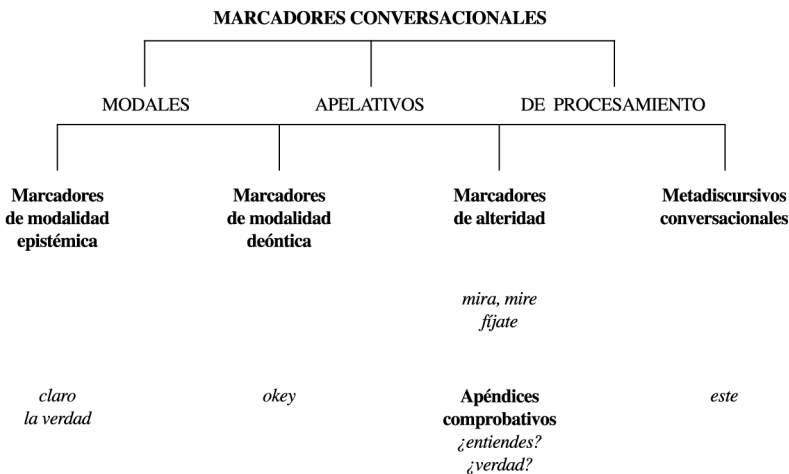 MARCADORES CONVERSACIONALES
MODALES APELATIVOS DE PROCESAMIENTO
Marcadores Marcadores Marcadores Metadiscursivos
de modalidad de modalidad de alteridad conversacionales
epistémica deóntica
mira, mire
fíjate
claro okey Apéndices este
la verdad comprobativos
¿entiendes?
¿verdad?